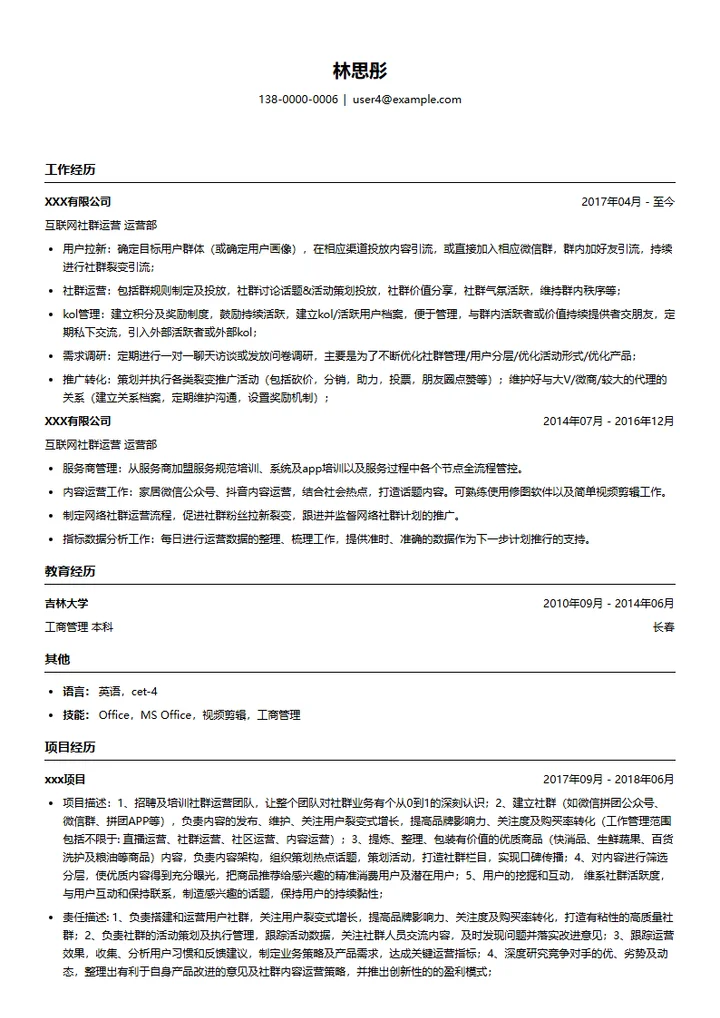 林思彤
138-0000-0006 | user4@example.com
工作经历
XXX有限公司 2017年04月 - 至今
互联网社群运营 运营部
• 用户拉新：确定目标用户群体（或确定用户画像），在相应渠道投放内容引流，或直接加入相应微信群，群内加好友引流，持续
进行社群裂变引流；
• 社群运营：包括群规则制定及投放，社群讨论话题&活动策划投放，社群价值分享，社群气氛活跃，维持群内秩序等；
• kol管理：建立积分及奖励制度，鼓励持续活跃，建立kol/活跃用户档案，便于管理，与群内活跃者或价值持续提供者交朋友，定
期私下交流，引入外部活跃者或外部kol；
• 需求调研：定期进行一对一聊天访谈或发放问卷调研，主要是为了不断优化社群管理/用户分层/优化活动形式/优化产品；
• 推广转化：策划并执行各类裂变推广活动（包括砍价，分销，助力，投票，朋友圈点赞等）；维护好与大V/微商/较大的代理的
关系（建立关系档案，定期维护沟通，设置奖励机制）；
XXX有限公司 2014年07月 - 2016年12月
互联网社群运营 运营部
• 服务商管理：从服务商加盟服务规范培训、系统及app培训以及服务过程中各个节点全流程管控。
• 内容运营工作：家居微信公众号、抖音内容运营，结合社会热点，打造话题内容。可熟练使用修图软件以及简单视频剪辑工作。
• 制定网络社群运营流程，促进社群粉丝拉新裂变，跟进并监督网络社群计划的推广。
• 指标数据分析工作：每日进行运营数据的整理、梳理工作，提供准时、准确的数据作为下一步计划推行的支持。
教育经历
吉林大学 2010年09月 - 2014年06月
工商管理 本科 长春
其他
• 语言： 英语，cet-4
• 技能： Office，MS Office，视频剪辑，工商管理
项目经历
xxx项目 2017年09月 - 2018年06月
• 项目描述：1、招聘及培训社群运营团队，让整个团队对社群业务有个从0到1的深刻认识；2、建立社群（如微信拼团公众号、
微信群、拼团APP等），负责内容的发布、维护、关注用户裂变式增长，提高品牌影响力、关注度及购买率转化（工作管理范围
包括不限于: 直播运营、社群运营、社区运营、内容运营）；3、提炼、整理、包装有价值的优质商品（快消品、生鲜蔬果、百货
洗护及粮油等商品）内容，负责内容架构，组织策划热点话题，策划活动，打造社群栏目，实现口碑传播；4、对内容进行筛选
分层，使优质内容得到充分曝光，把商品推荐给感兴趣的精准消费用户及潜在用户；5、用户的挖掘和互动， 维系社群活跃度，
与用户互动和保持联系，制造感兴趣的话题，保持用户的持续黏性；
• 责任描述: 1、负责搭建和运营用户社群，关注用户裂变式增长，提高品牌影响力、关注度及购买率转化，打造有粘性的高质量社
群；2、负责社群的活动策划及执行管理，跟踪活动数据，关注社群人员交流内容，及时发现问题并落实改进意见；3、跟踪运营
效果，收集、分析用户习惯和反馈建议，制定业务策略及产品需求，达成关键运营指标；4、深度研究竞争对手的优、劣势及动
态，整理出有利于自身产品改进的意见及社群内容运营策略，并推出创新性的的盈利模式；